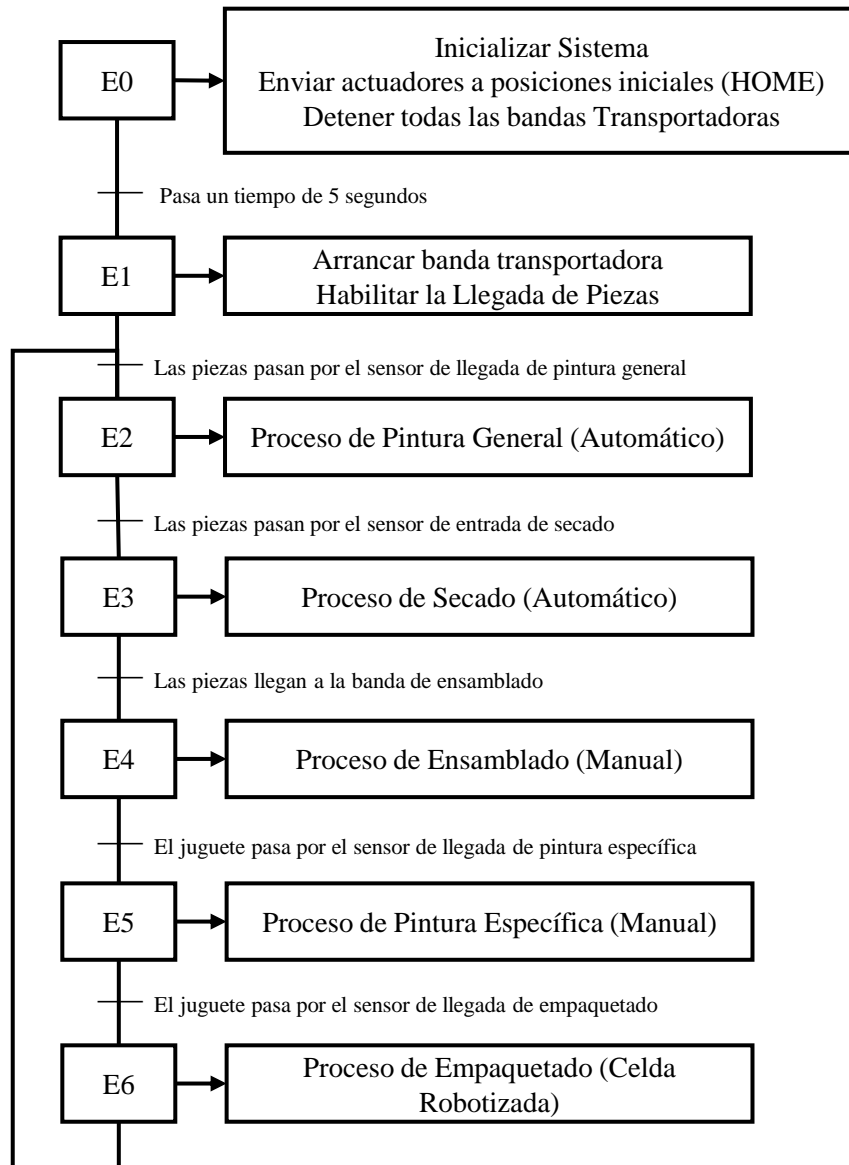 E0
Inicializar Sistema
Enviar actuadores a posiciones iniciales (HOME)
Detener todas las bandas Transportadoras
Pasa un tiempo de 5 segundos
E1
Arrancar banda transportadora
Habilitar la Llegada de Piezas
Las piezas pasan por el sensor de llegada de pintura general
E2
Proceso de Pintura General (Automático)
Las piezas pasan por el sensor de entrada de secado
E3
Proceso de Secado (Automático)
Las piezas llegan a la banda de ensamblado
E4
Proceso de Ensamblado (Manual)
El juguete pasa por el sensor de llegada de pintura específica
E5
Proceso de Pintura Específica (Manual)
El juguete pasa por el sensor de llegada de empaquetado
E6
Proceso de Empaquetado (Celda
Robotizada)